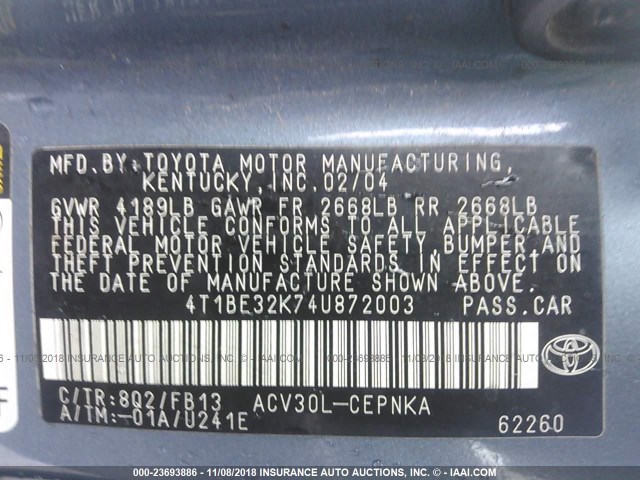 MFD. BY: TOYOTA MOTOR MANUFACTURING,
KENTUCKY, INC. 02/04
GVWR 4189LB GAWR FR 2668LB RR 2668LB
THIS VEHICLE CONFORMS TO ALL APPLICABLE
FEDERAL MOTOR VEHICLE SAFETY, BUMPER AND
THEFT PREVENTION STANDARDS IN EFFECT ON
THE DATE OF MANUFACTURE SHOWN ABOVE.
4T1BE32K74U872003 PASS.CAR
TOYOTA
C/TR: 8Q2/FB13 ACV30L-CEPNKA
A/TM: -01A/U241E 62260
000-23693886 - 11/08/2018 INSURANCE AUTO AUCTIONS - © IAAI.COM